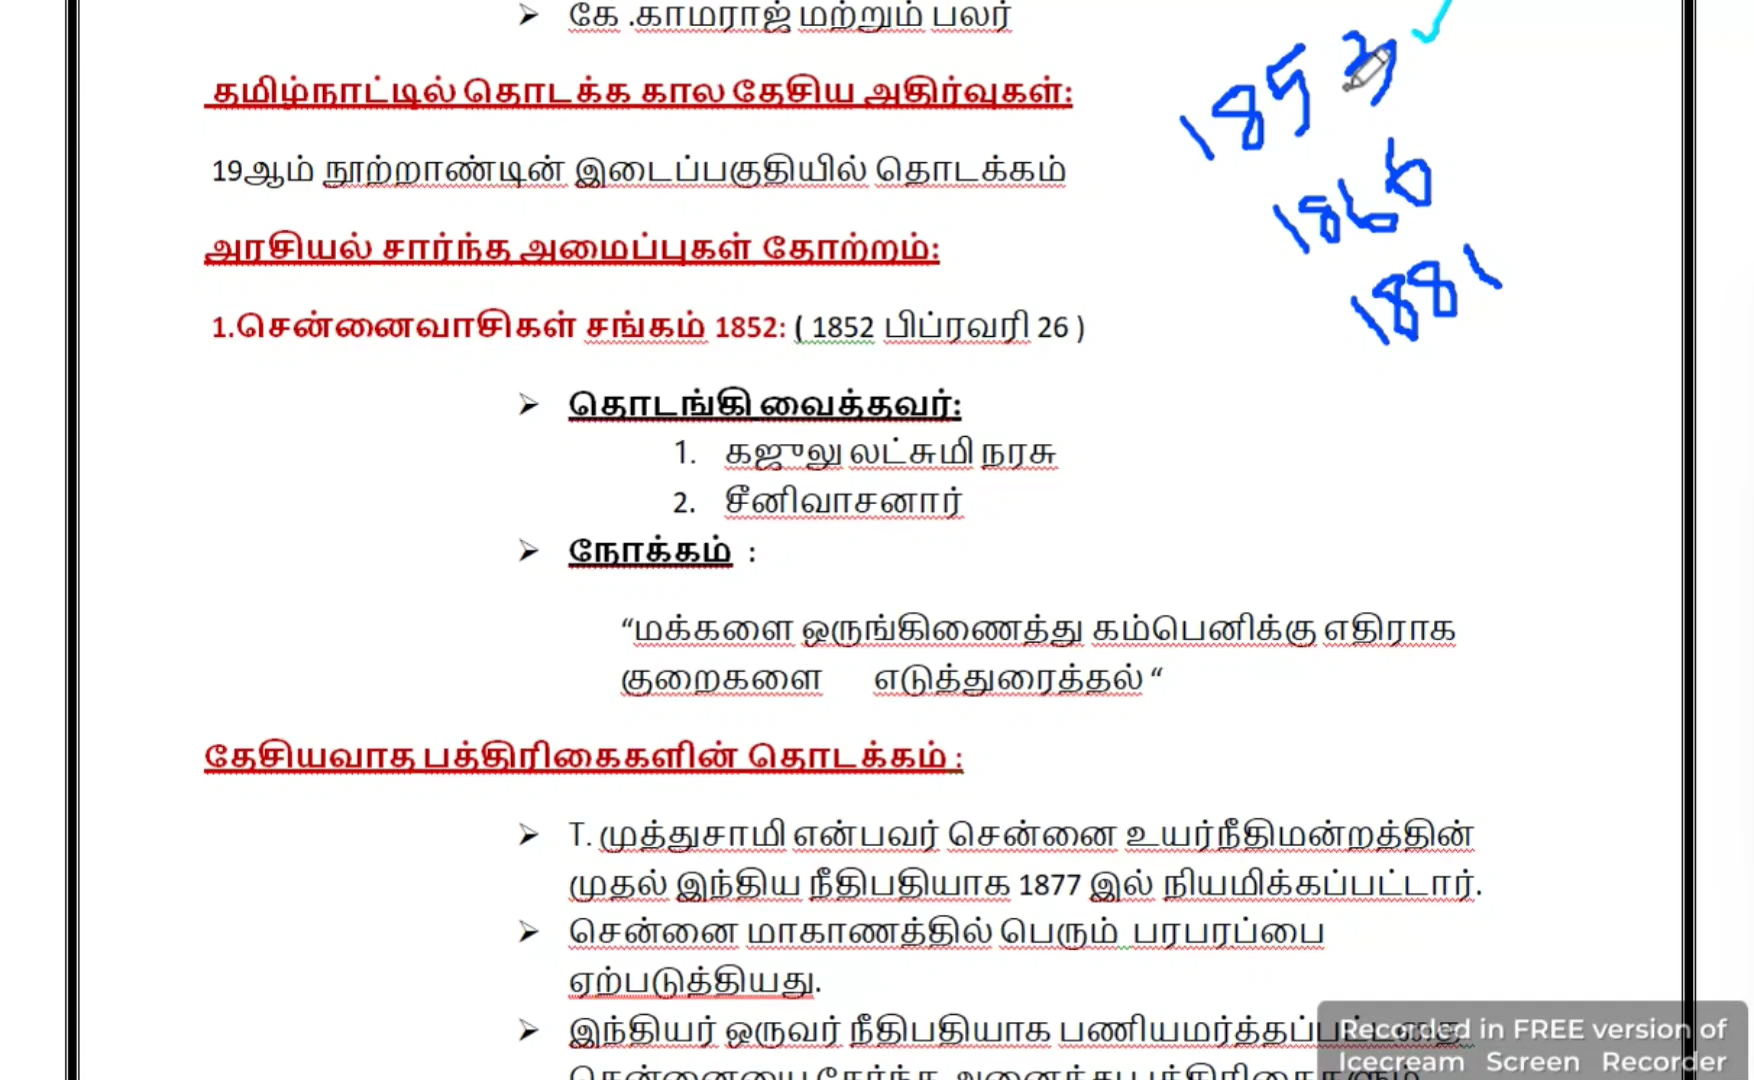 ➢ கே .காமராஜ் மற்றும் பலர்
தமிழ்நாட்டில் தொடக்க கால தேசிய அதிர்வுகள்:
19ஆம் நூற்றாண்டின் இடைப்பகுதியில் தொடக்கம்
அரசியல் சார்ந்த அமைப்புகள் தோற்றம்:
1.சென்னைவாசிகள் சங்கம் 1852: ( 1852 பிப்ரவரி 26 )
1853
1866
1881
➢ தொடங்கி வைத்தவர்:
1. கஜுலு லட்சுமி நரசு
2. சீனிவாசனார்
➢ நோக்கம் :
“மக்களை ஒருங்கிணைத்து கம்பெனிக்கு எதிராக
குறைகளை எடுத்துரைத்தல் “
தேசியவாத பத்திரிகைகளின் தொடக்கம் :
➢ T. முத்துசாமி என்பவர் சென்னை உயர்நீதிமன்றத்தின்
முதல் இந்திய நீதிபதியாக 1877 இல் நியமிக்கப்பட்டார்.
➢ சென்னை மாகாணத்தில் பெரும் பரபரப்பை
ஏற்படுத்தியது.
➢ இந்தியர் ஒருவர் நீதிபதியாக
சென்னையை சேர்ந்த அனைத்து பத்திரிகைகளும்
Recorded in FREE version of
Icecream Screen Recorder